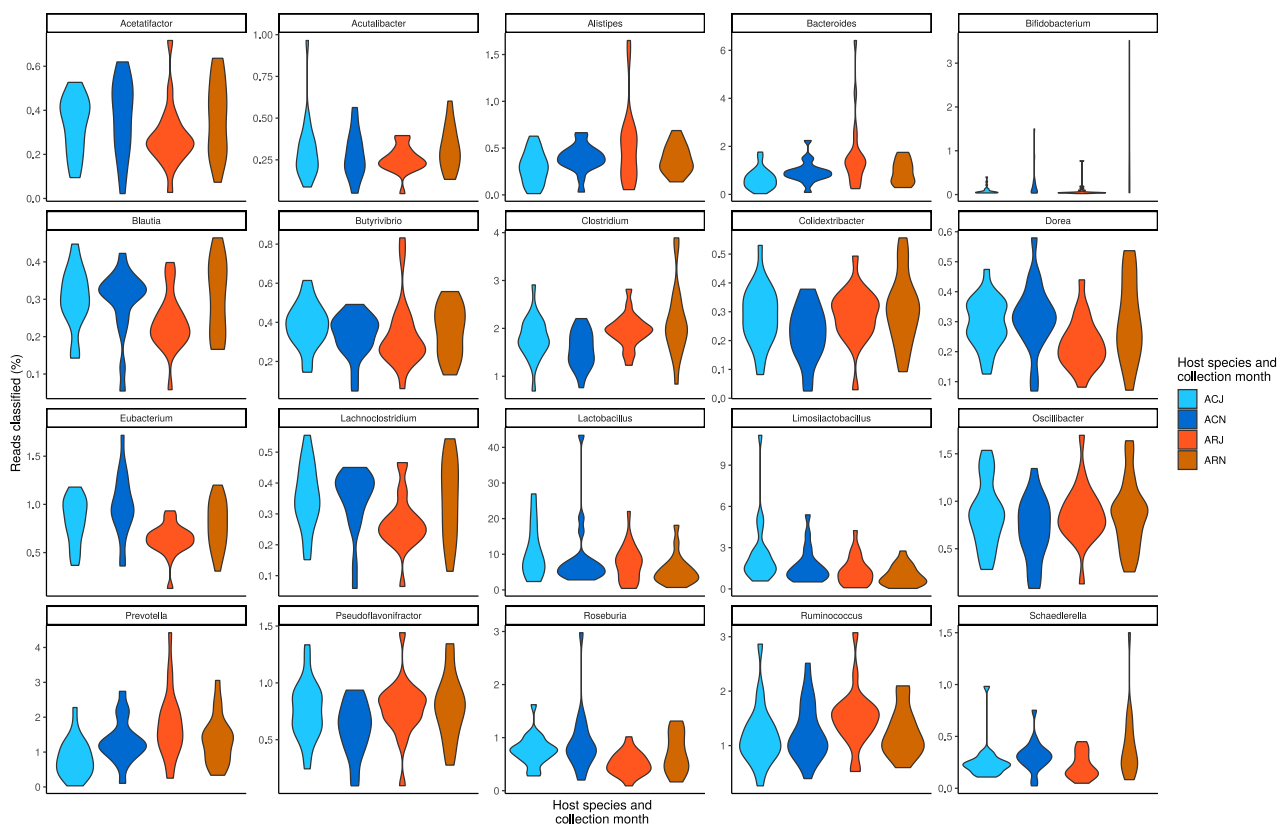 Acetatifactor
Acutalibacter
Alistipes
Bacteroides
Bifidobacterium
0.6
0.4
0.2
0.0
1.00
0.75
0.50
0.25
1.5
1.0
0.5
0.0
6
4
2
0
3
2
1
0
Blautia
Butyrivibrio
Clostridium
Colidextribacter
Dorea
0.4
0.3
0.2
0.1
0.8
0.6
0.4
0.2
4
3
2
1
0.5
0.4
0.3
0.2
0.1
0.0
0.6
0.5
0.4
0.3
0.2
0.1
Eubacterium
Lachnoclostridium
Lactobacillus
Limosilactobacillus
Oscillibacter
1.5
1.0
0.5
0.5
0.4
0.3
0.2
0.1
40
30
20
10
0
9
6
3
0
1.5
1.0
0.5
Prevotella
Pseudoflavonifractor
Roseburia
Ruminococcus
Schaedlerella
4
3
2
1
0
1.5
1.0
0.5
3
2
1
0
3
2
1
1.5
1.0
0.5
0.0
Reads classified (%)
Host species and
collection month
Host species and
collection month
ACJ
ACN
ARJ
ARN